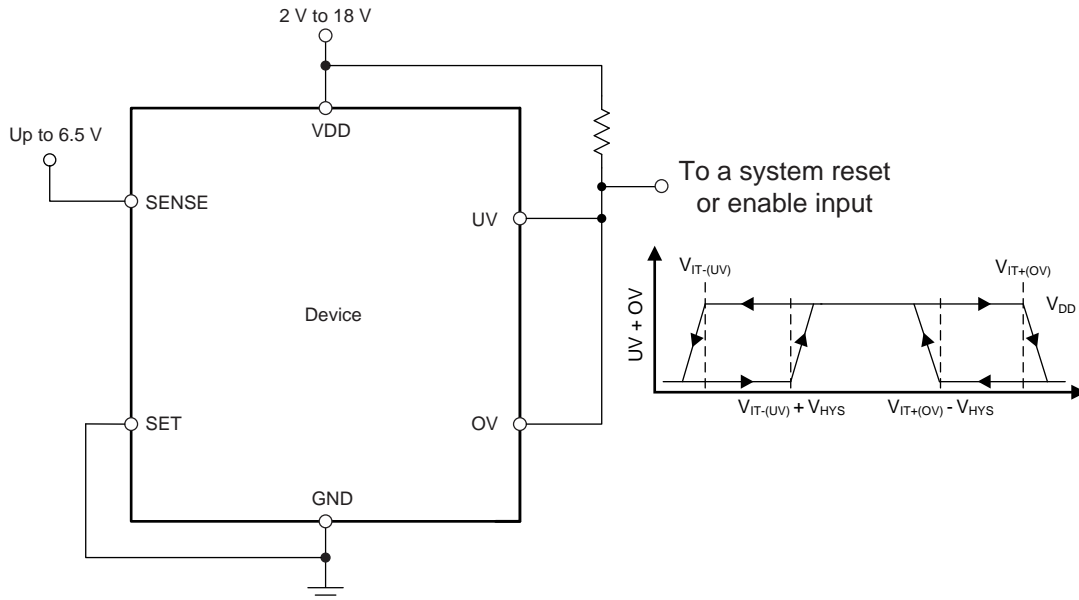 2 V to 18 V
Up to 6.5 V
VDD
SENSE
UV
To a system reset
or enable input
Device
SET
OV
GND
V_IT-(UV)
V_IT+(OV)
UV + OV
V_DD
V_IT-(UV) + V_HYS
V_IT+(OV) - V_HYS